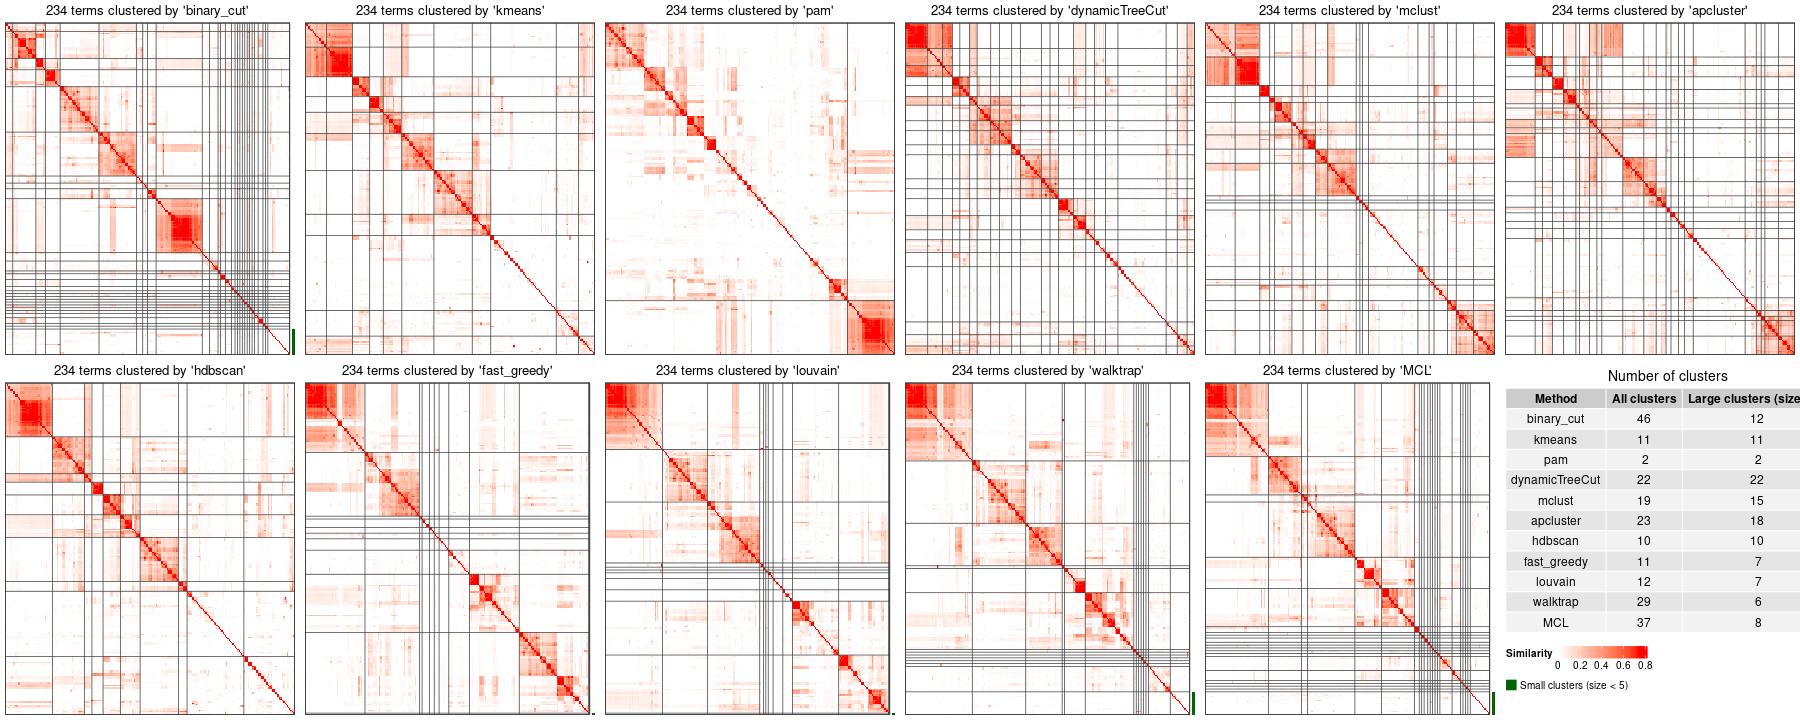 234 terms clustered by 'binary_cut'
234 terms clustered by 'kmeans'
234 terms clustered by 'pam'
234 terms clustered by 'dynamicTreeCut'
234 terms clustered by 'mclust'
234 terms clustered by 'apcluster'
234 terms clustered by 'hdbscan'
234 terms clustered by 'fast_greedy'
234 terms clustered by 'louvain'
234 terms clustered by 'walktrap'
234 terms clustered by 'MCL'
Number of clusters
Method All clusters Large clusters (size
binary_cut 46 12
kmeans 11 11
pam 2 2
dynamicTreeCut 22 22
mclust 19 15
apcluster 23 18
hdbscan 10 10
fast_greedy 11 7
louvain 12 7
walktrap 29 6
MCL 37 8
Similarity
0 0.2 0.4 0.6 0.8
Small clusters (size < 5)